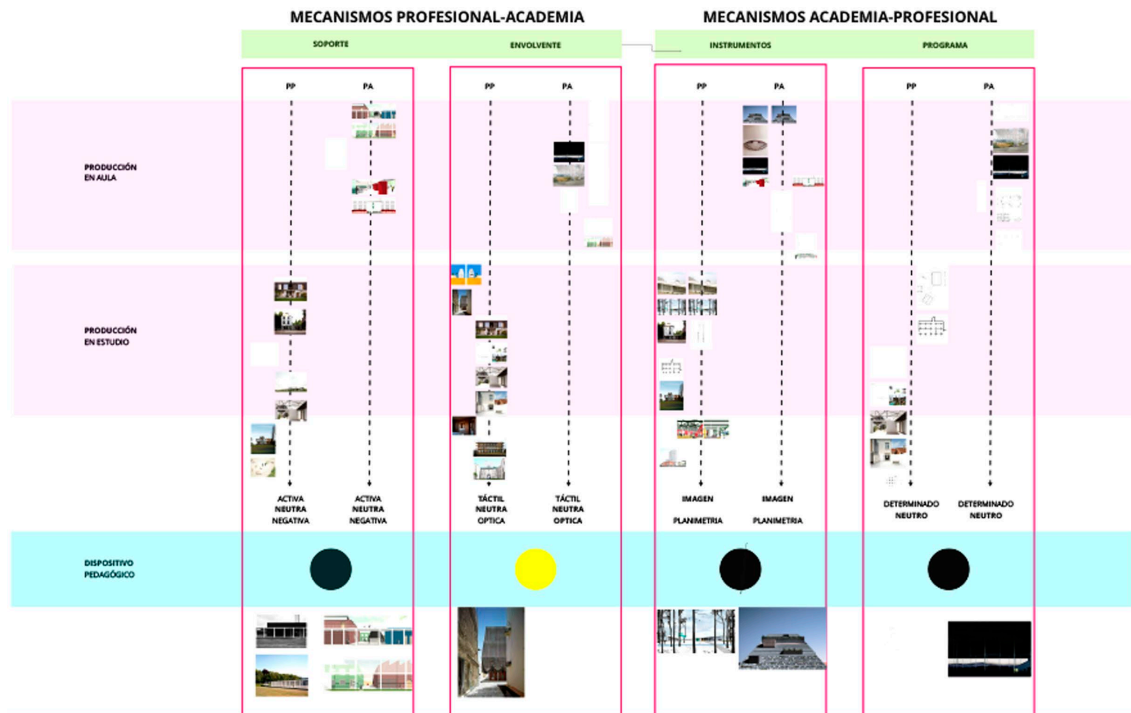 MECANISMOS PROFESIONAL-ACADEMIA
MECANISMOS ACADEMIA-PROFESIONAL
SOPORTE
ENVOLVENTE
INSTRUMENTOS
PROGRAMA
PP
PA
PP
PA
PP
PA
PP
PA
PRODUCCIÓN
EN AULA
PRODUCCIÓN
EN ESTUDIO
ACTIVA
NEUTRA
NEGATIVA
ACTIVA
NEUTRA
NEGATIVA
TÁCTIL
NEUTRA
OPTICA
TÁCTIL
NEUTRA
OPTICA
IMAGEN
PLANIMETRIA
IMAGEN
PLANIMETRIA
DETERMINADO
NEUTRO
DETERMINADO
NEUTRO
DISPOSITIVO
PEDAGÓGICO